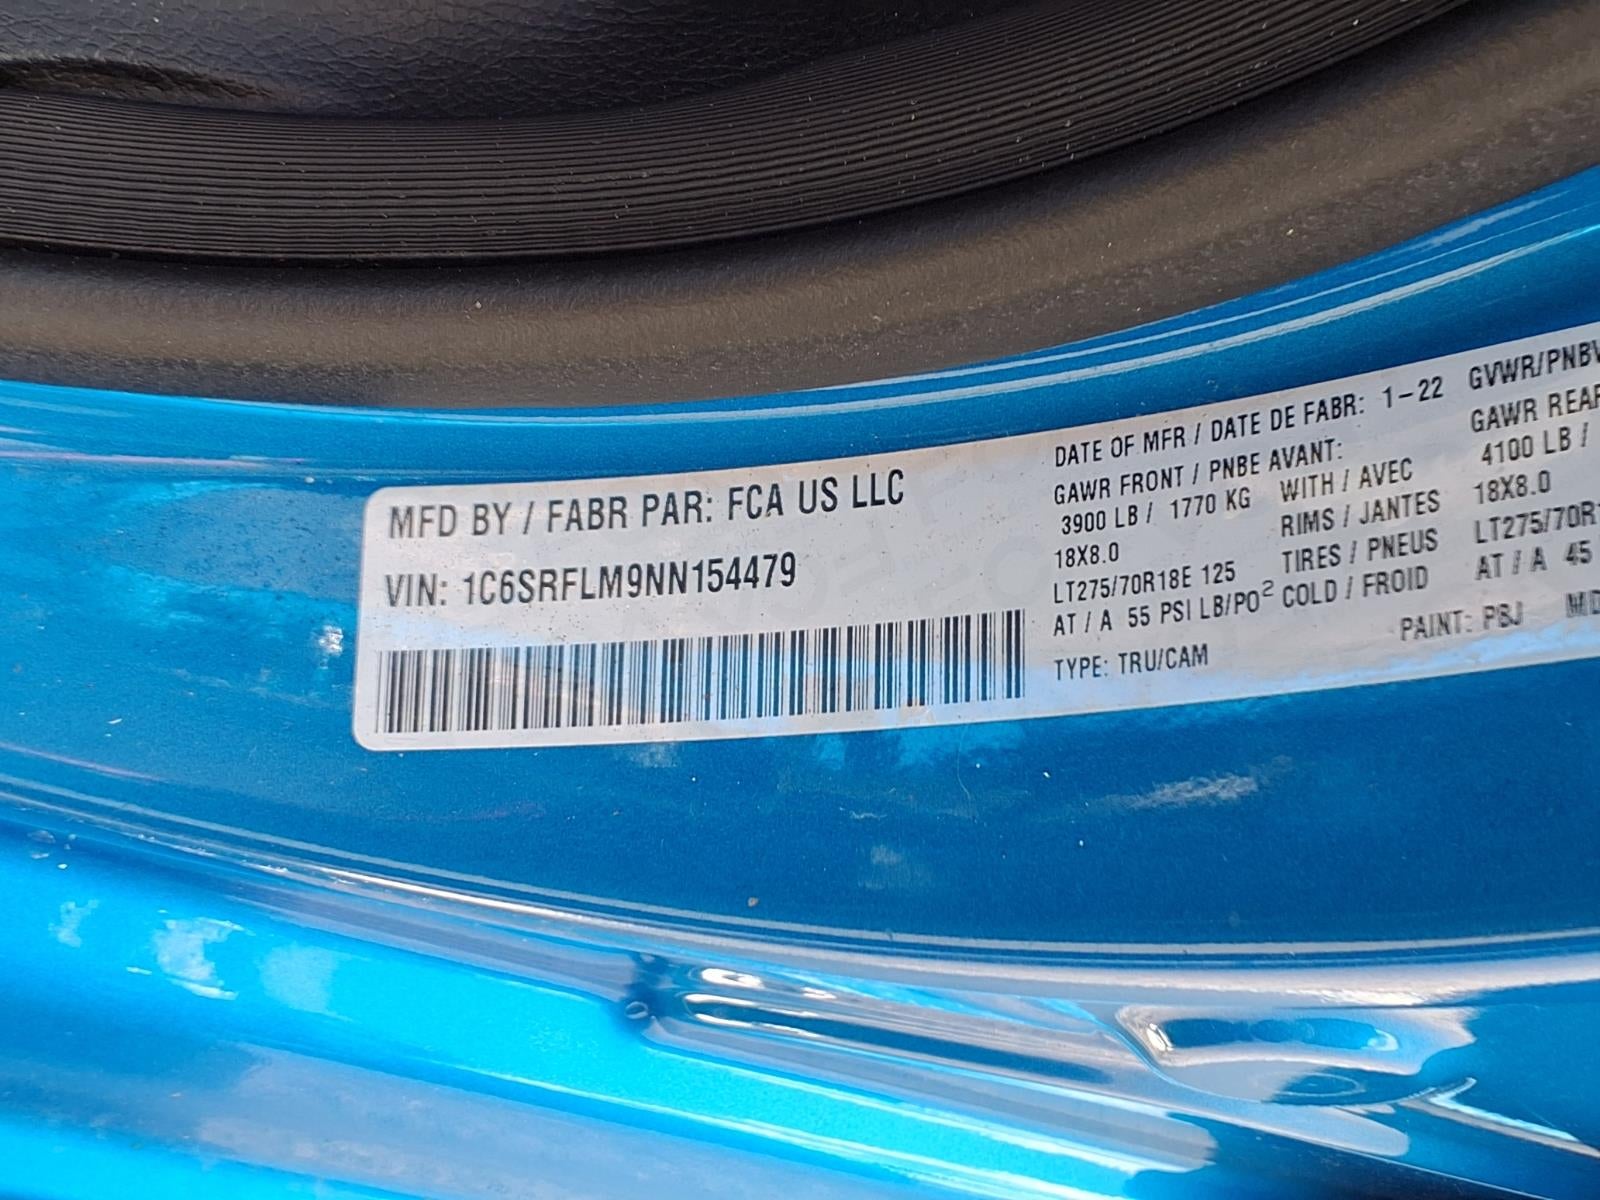 MFD BY / FABR PAR: FCA US LLC
VIN: 1C6SRFLM9NN154479
DATE OF MFR / DATE DE FABR: 1-22 GVWR/PNBV
GAWR FRONT / PNBE AVANT: GAWR REAR
3900 LB / 1770 KG WITH / AVEC 4100 LB /
18X8.0 RIMS / JANTES 18X8.0
LT275/70R18E 125 TIRES / PNEUS LT275/70R1
AT / A 55 PSI LB/PO² COLD / FROID AT / A 45
TYPE: TRU/CAM PAINT: PBJ